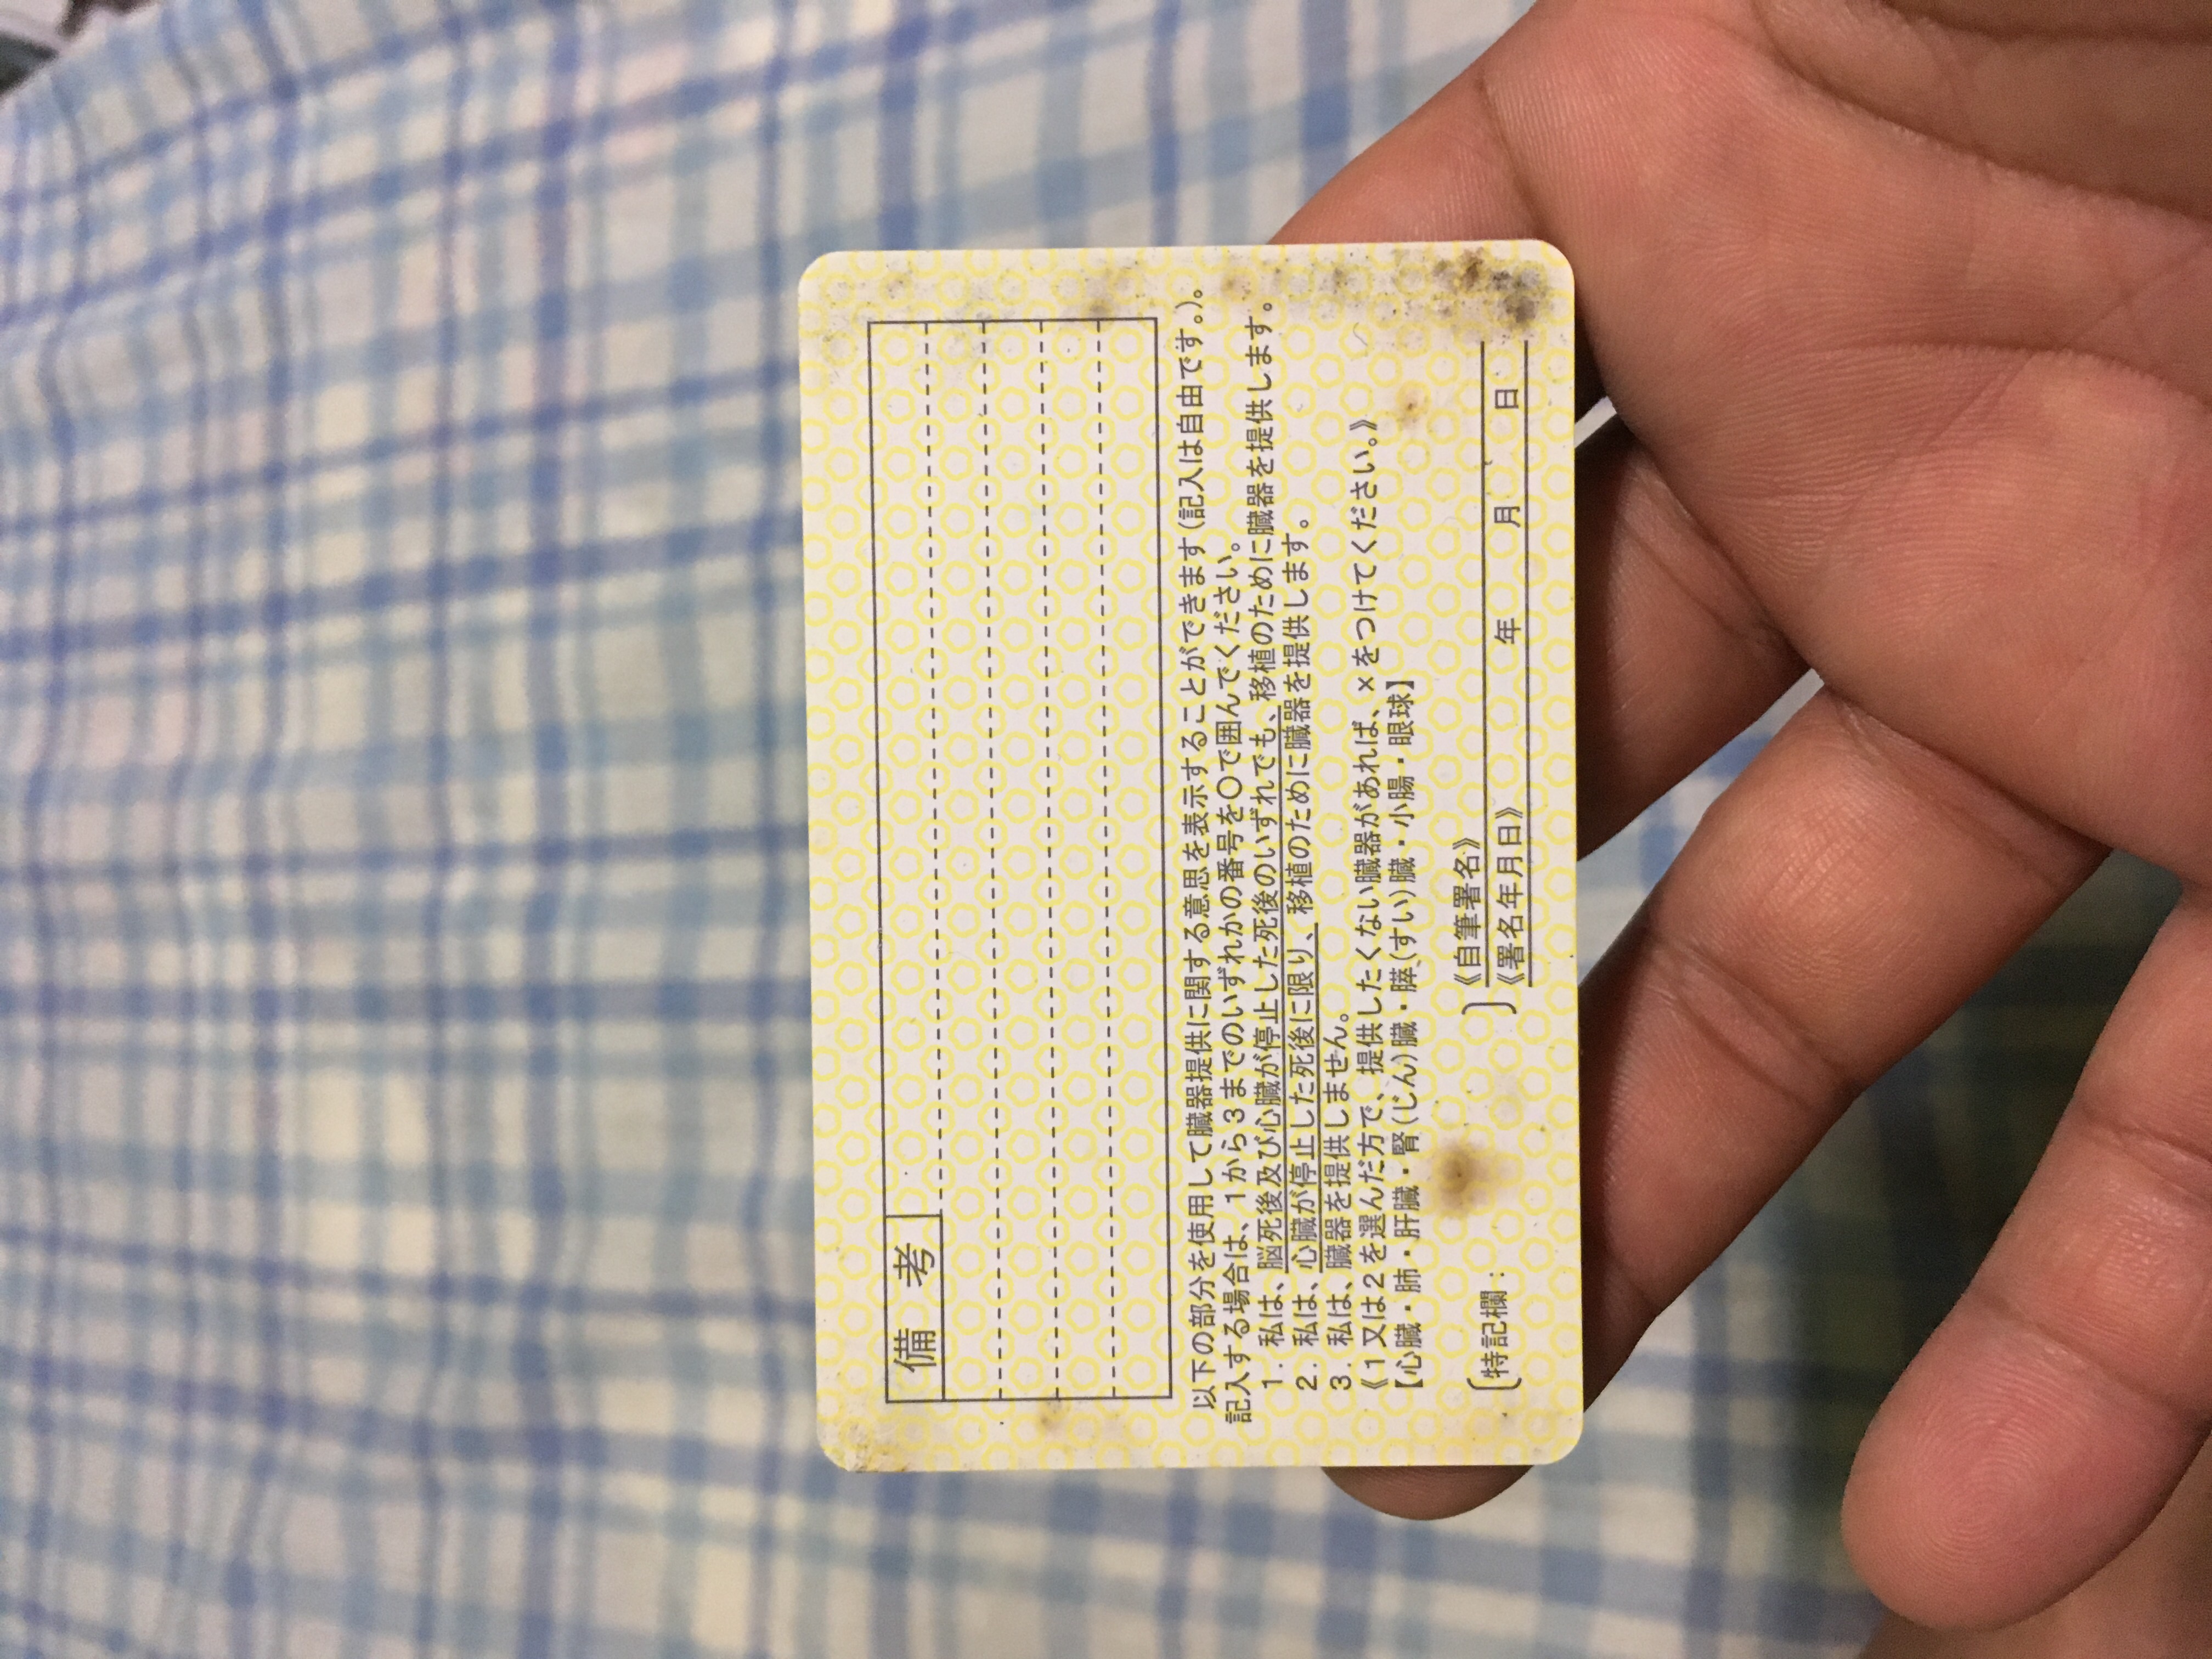 備考
以下の部分を使用して臓器提供に関する意思を表示することができます(記入は自由です。)。
記入する場合は、1から3までのいずれかの番号を○で囲んでください。
1. 私は、脳死後及び心臓が停止した死後のいずれでも、移植のために臓器を提供します。
2. 私は、心臓が停止した死後に限り、移植のために臓器を提供します。
3. 私は、臓器を提供しません。
《1又は2を選んだ方で、提供したくない臓器があれば、×をつけてください。》
【心臓・肺・肝臓・腎(じん)臓・膵(すい)臓・小腸・眼球】
〔特記欄: 〕
《自筆署名》
《署名年月日》 年 月 日